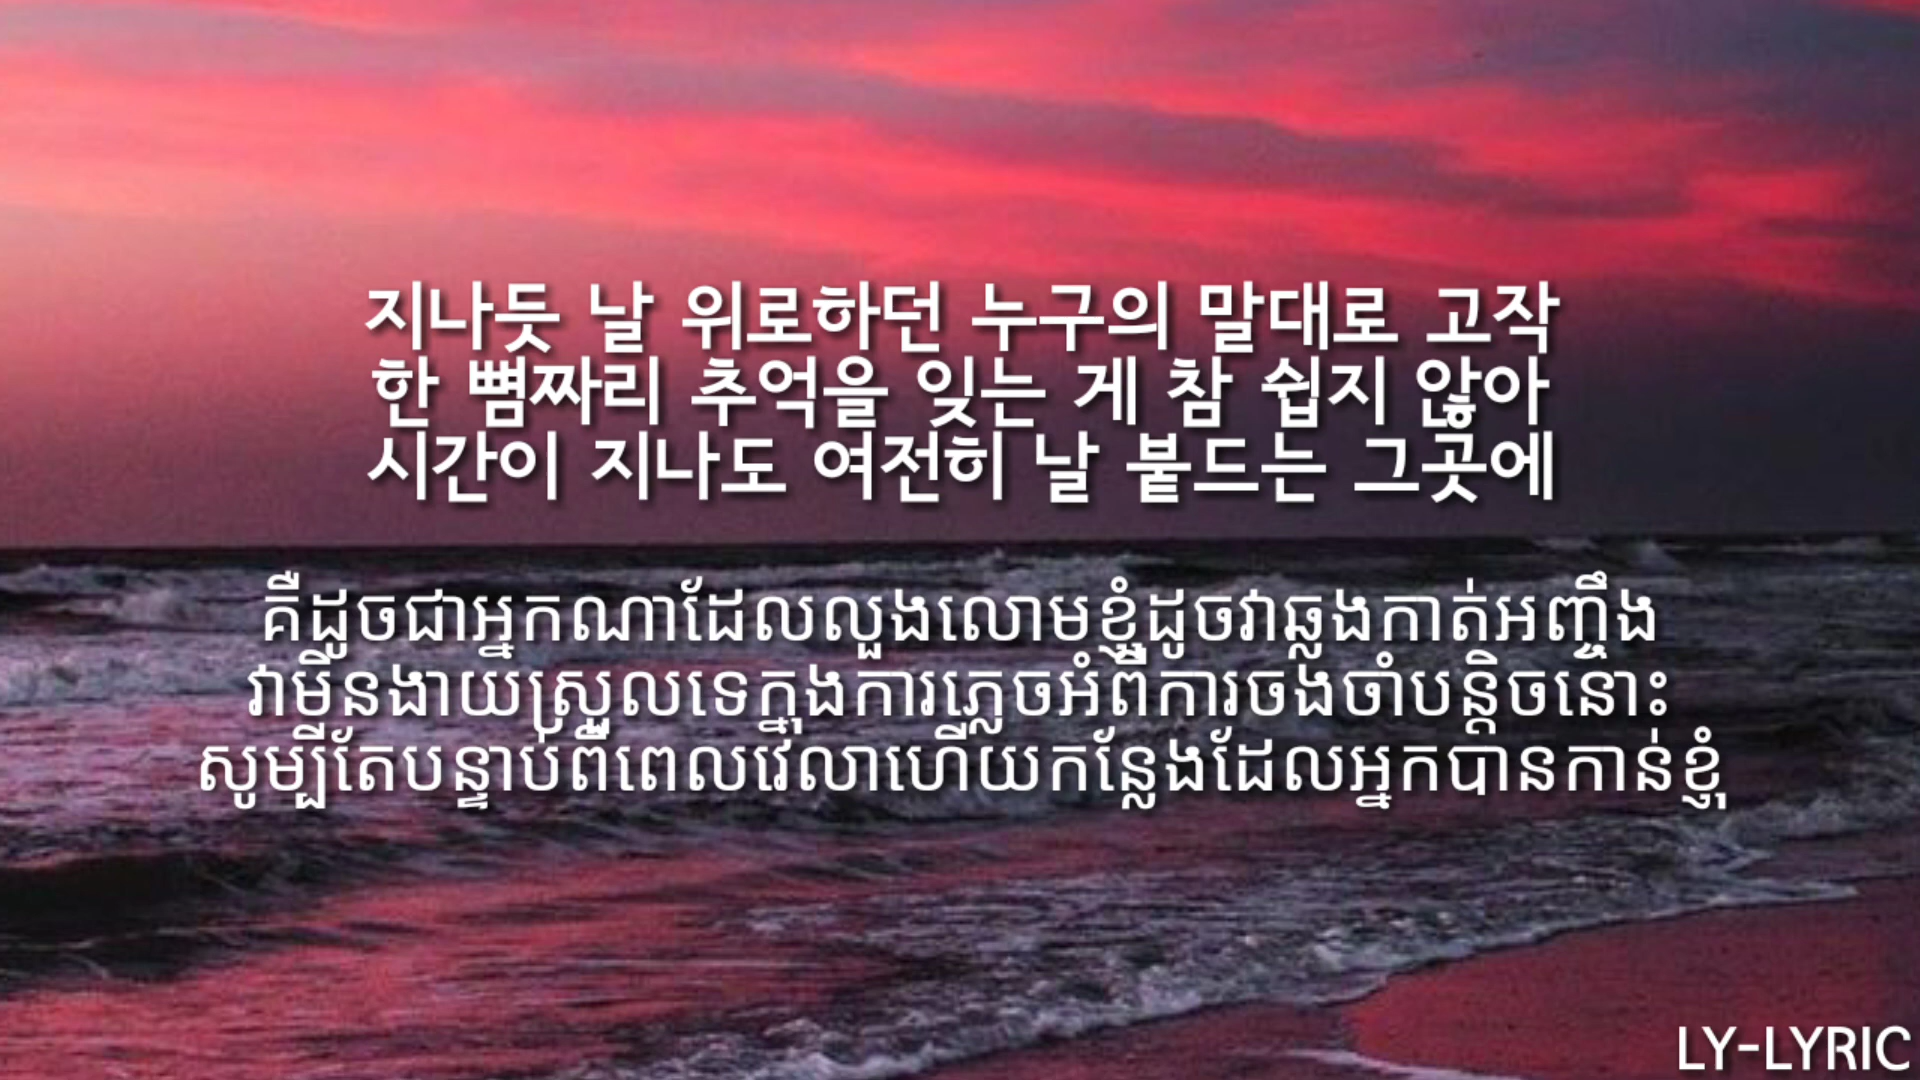 지나듯 날 위로하던 누구의 말대로 고작
한 뼘짜리 추억을 잊는 게 참 쉽지 않아
시간이 지나도 여전히 날 붙드는 그곳에
គឺដូចជាអ្នកណាដែលលួងលោមខ្ញុំដូចវាឆ្លងកាត់អញ្ចឹង
វាមិនងាយស្រួលទេក្នុងការភ្លេចអំពីការចងចាំបន្តិចនោះ
សូម្បីតែបន្ទាប់ពីពេលវេលាហើយកន្លែងដែលអ្នកបានកាន់ខ្ញុំ
LY-LYRIC